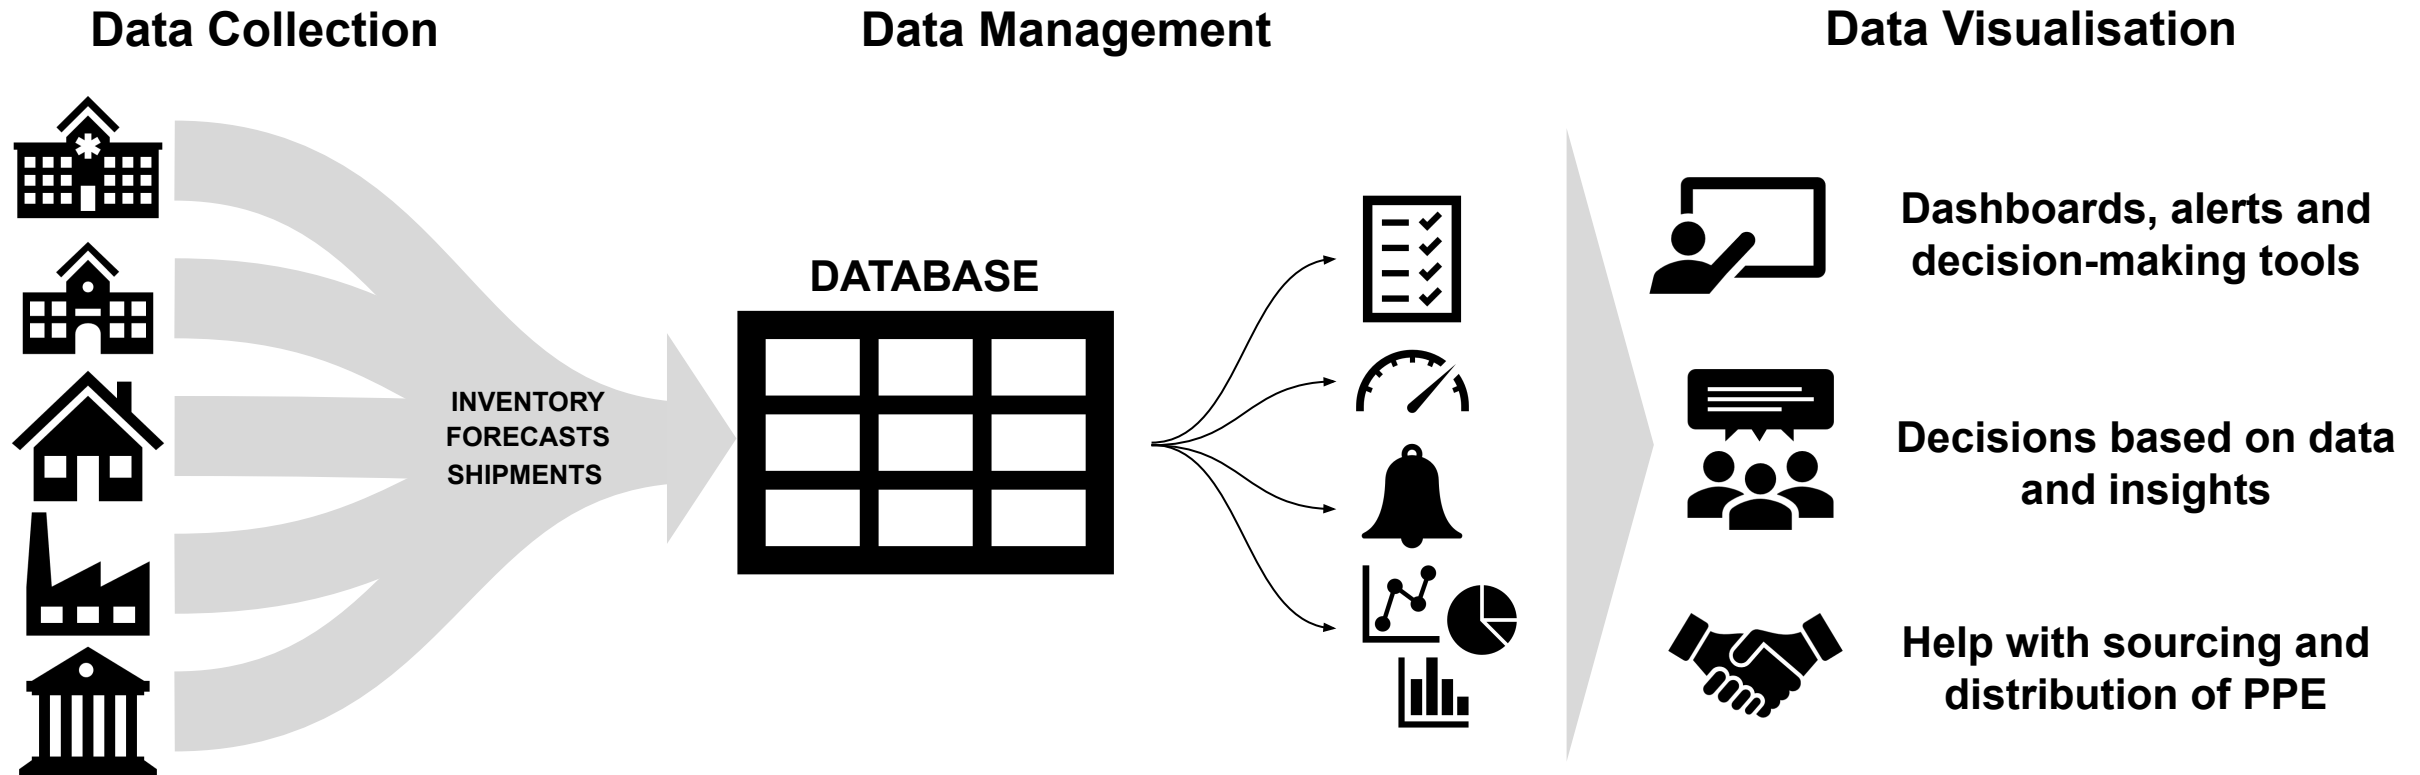 Data Collection
Data Management
Data Visualisation
INVENTORY
FORECASTS
SHIPMENTS
DATABASE
Dashboards, alerts and
decision-making tools
Decisions based on data
and insights
Help with sourcing and
distribution of PPE